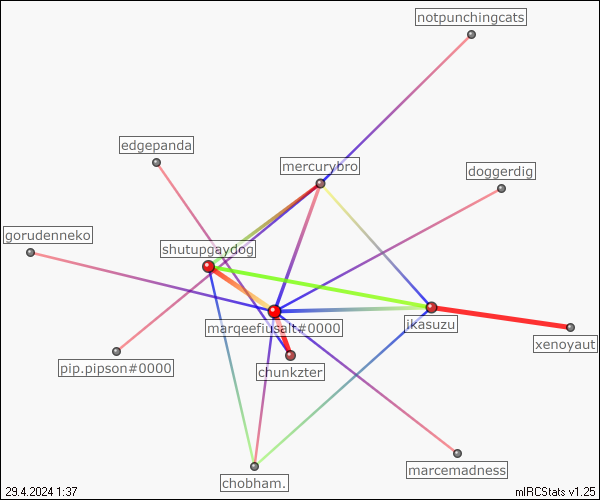 notpunchingcats
edgepanda
mercurybro
doggerdig
gorudenneko
shutupgaydog
marqeefiusalt#0000
ikasuzu
xenoyaut
pip.pipson#0000
chunkzter
marcemadness
chobham.
29.4.2024 1:37
mIRCStats v1.25